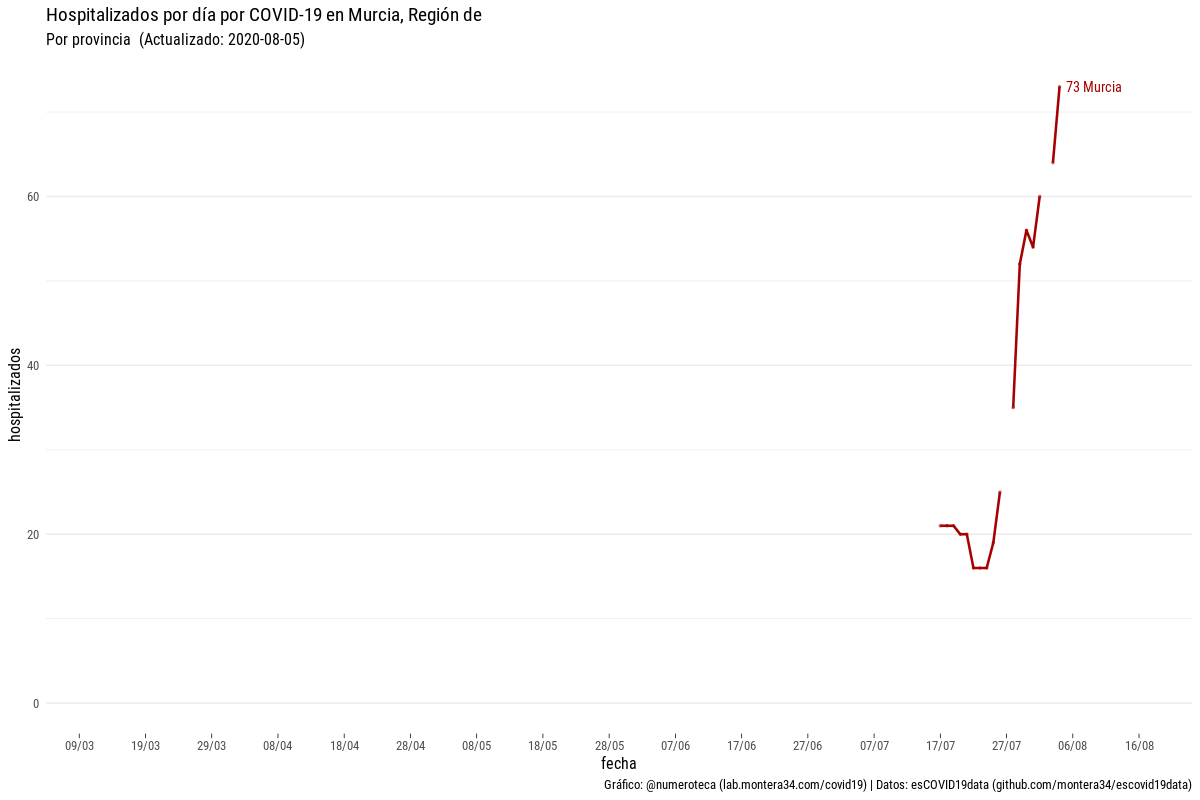 Hospitalizados por día por COVID-19 en Murcia, Región de
Por provincia (Actualizado: 2020-08-05)
73 Murcia
60
40
20
0
hospitalizados
09/03 19/03 29/03 08/04 18/04 28/04 08/05 18/05 28/05 07/06 17/06 27/06 07/07 17/07 27/07 06/08 16/08
fecha
Gráfico: @numeroteca (lab.montera34.com/covid19) | Datos: esCOVID19data (github.com/montera34/escovid19data)